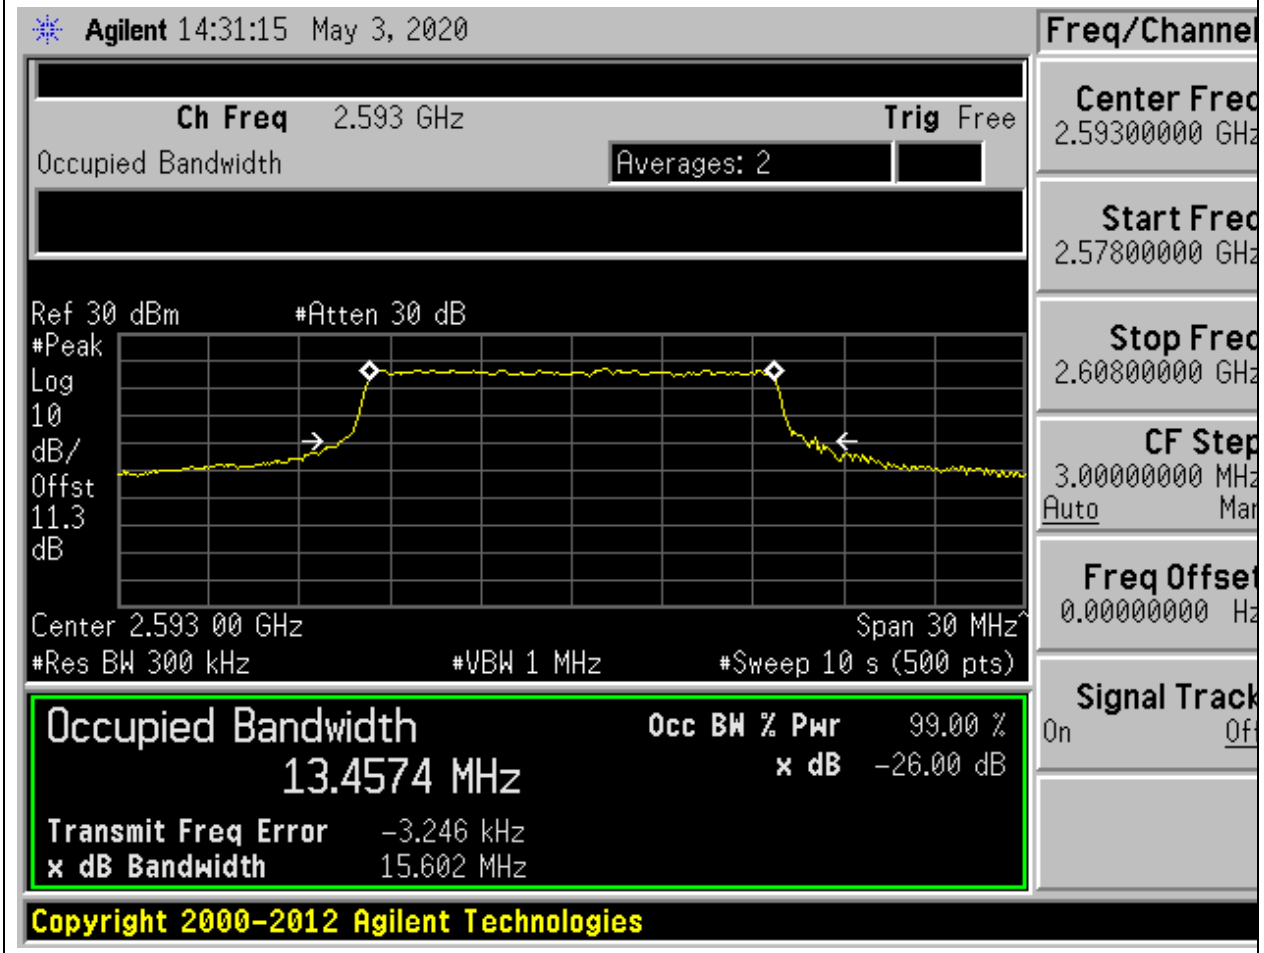 Agilent 14:31:15 May 3, 2020
Ch Freq 2.593 GHz Trig Free
Occupied Bandwidth Averages: 2
Ref 30 dBm #Atten 30 dB
#Peak
Log
10
dB/
Offst
11.3
dB
Center 2.593 00 GHz Span 30 MHz^
#Res BW 300 kHz #VBW 1 MHz #Sweep 10 s (500 pts)
Occupied Bandwidth
13.4574 MHz
Occ BW % Pwr 99.00 %
x dB -26.00 dB
Transmit Freq Error -3.246 kHz
x dB Bandwidth 15.602 MHz
Copyright 2000-2012 Agilent Technologies
Freq/Channel
Center Freq
2.59300000 GHz
Start Freq
2.57800000 GHz
Stop Freq
2.60800000 GHz
CF Step
3.00000000 MHz
Auto Man
Freq Offset
0.00000000 Hz
Signal Track
On Off